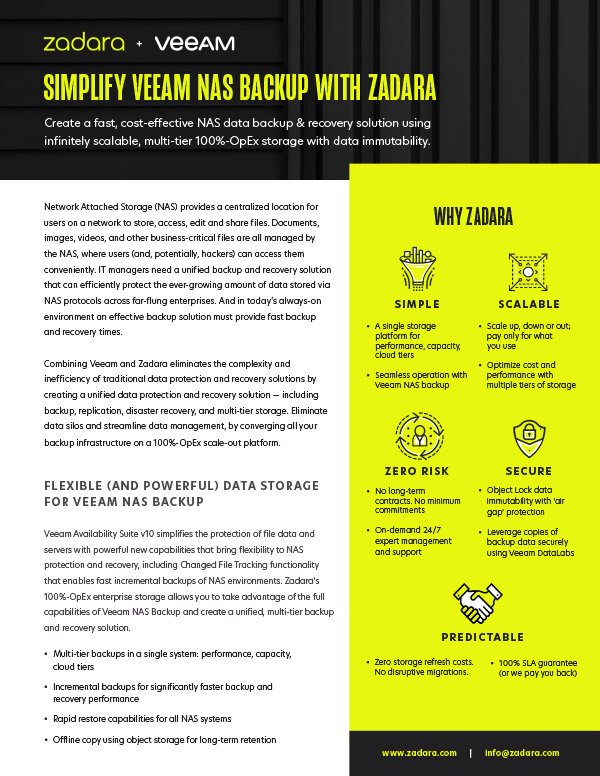 zadara + veeAM
SIMPLIFY VEEAM NAS BACKUP WITH ZADARA
Create a fast, cost-effective NAS data backup & recovery solution using
infinitely scalable, multi-tier 100%-OpEx storage with data immutability.
Network Attached Storage (NAS) provides a centralized location for
users on a network to store, access, edit and share files. Documents,
images, videos, and other business-critical files are all managed by
the NAS, where users (and, potentially, hackers) can access them
conveniently. IT managers need a unified backup and recovery solution
that can efficiently protect the ever-growing amount of data stored via
NAS protocols across far-flung enterprises. And in today's always-on
environment an effective backup solution must provide fast backup
and recovery times.
Combining Veeam and Zadara eliminates the complexity and
inefficiency of traditional data protection and recovery solutions by
creating a unified data protection and recovery solution — including
backup, replication, disaster recovery, and multi-tier storage. Eliminate
data silos and streamline data management, by converging all your
backup infrastructure on a 100%-OpEx scale-out platform.
FLEXIBLE (AND POWERFUL) DATA STORAGE
FOR VEEAM NAS BACKUP
Veeam Availability Suite v10 simplifies the protection of file data and
servers with powerful new capabilities that bring flexibility to NAS
protection and recovery, including Changed File Tracking functionality
that enables fast incremental backups of NAS environments. Zadara's
100%-OpEx enterprise storage allows you to take advantage of the full
capabilities of Veeam NAS Backup and create a unified, multi-tier backup
and recovery solution.
• Multi-tier backups in a single system: performance, capacity,
cloud tiers
• Incremental backups for significantly faster backup and
recovery performance
• Rapid restore capabilities for all NAS systems
• Offline copy using object storage for long-term retention
WHY ZADARA
SIMPLE
• A single storage
platform for
performance, capacity,
cloud tiers
• Seamless operation with
Veeam NAS backup
SCALABLE
• Scale up, down or out;
pay only for what
you use
• Optimize cost and
performance with
multiple tiers of storage
ZERO RISK
• No long-term
contracts. No minimum
commitments
• On-demand 24/7
expert management
and support
SECURE
• Object Lock data
immutability with 'air
gap' protection
• Leverage copies of
backup data securely
using Veeam DataLabs
PREDICTABLE
• Zero storage refresh costs.
No disruptive migrations.
• 100% SLA guarantee
(or we pay you back)
www.zadara.com | info@zadara.com